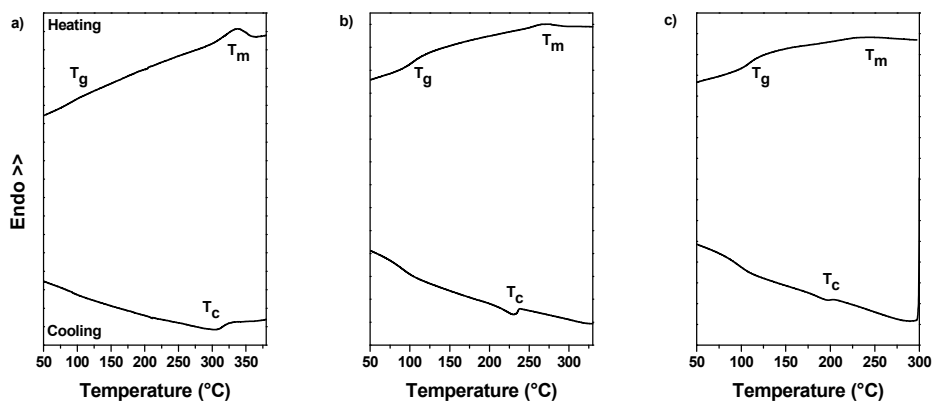 a)
Heating
Tg
Tm
Tc
Cooling
50 100 150 200 250 300 350
Temperature (°C)
Endo >>
b)
Tg
Tm
Tc
50 100 150 200 250 300
Temperature (°C)
c)
Tg
Tm
Tc
50 100 150 200 250 300
Temperature (°C)